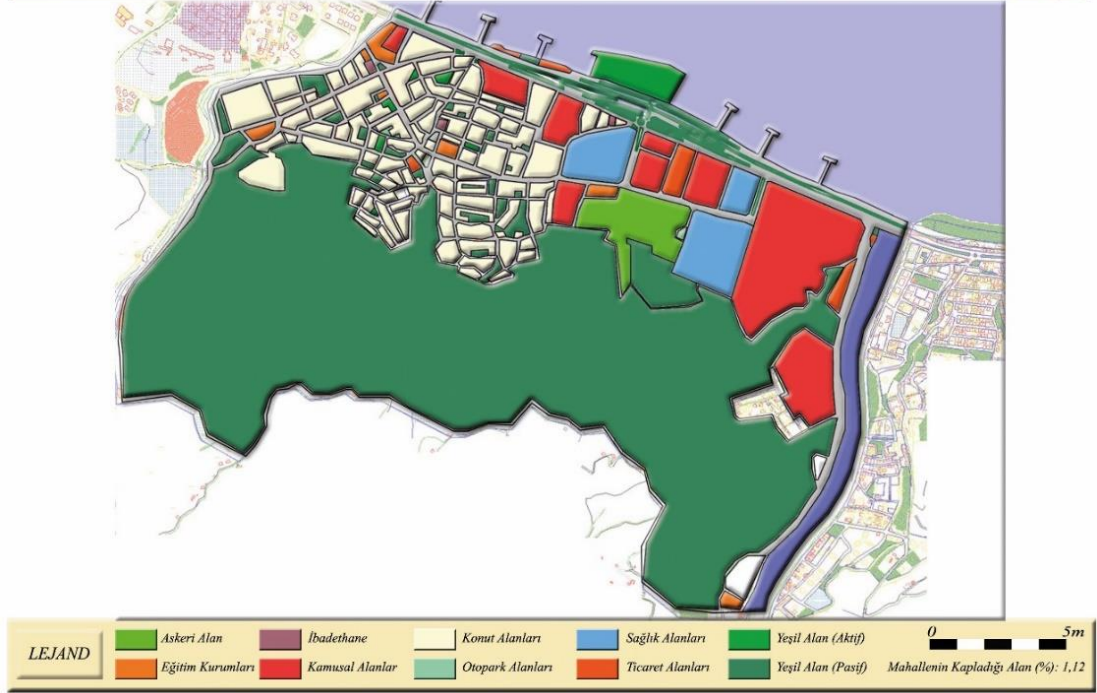 LEJAND
Askeri Alan
İbadethane
Konut Alanları
Sağlık Alanları
Yeşil Alan (Aktif)
0 5m
Eğitim Kurumları
Kamusal Alanlar
Otopark Alanları
Ticaret Alanları
Yeşil Alan (Pasif)
Mahallenin Kapladığı Alan (%): 1,12